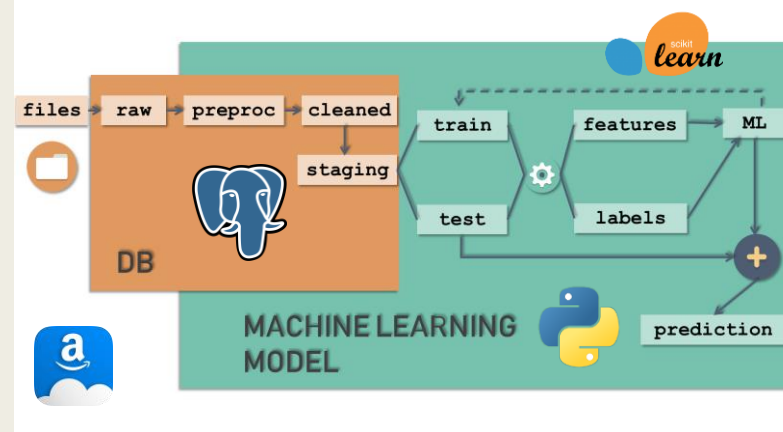 scikit
learn
files
raw
preproc
cleaned
staging
train
test
features
labels
ML
+
prediction
DB
MACHINE LEARNING
MODEL
a